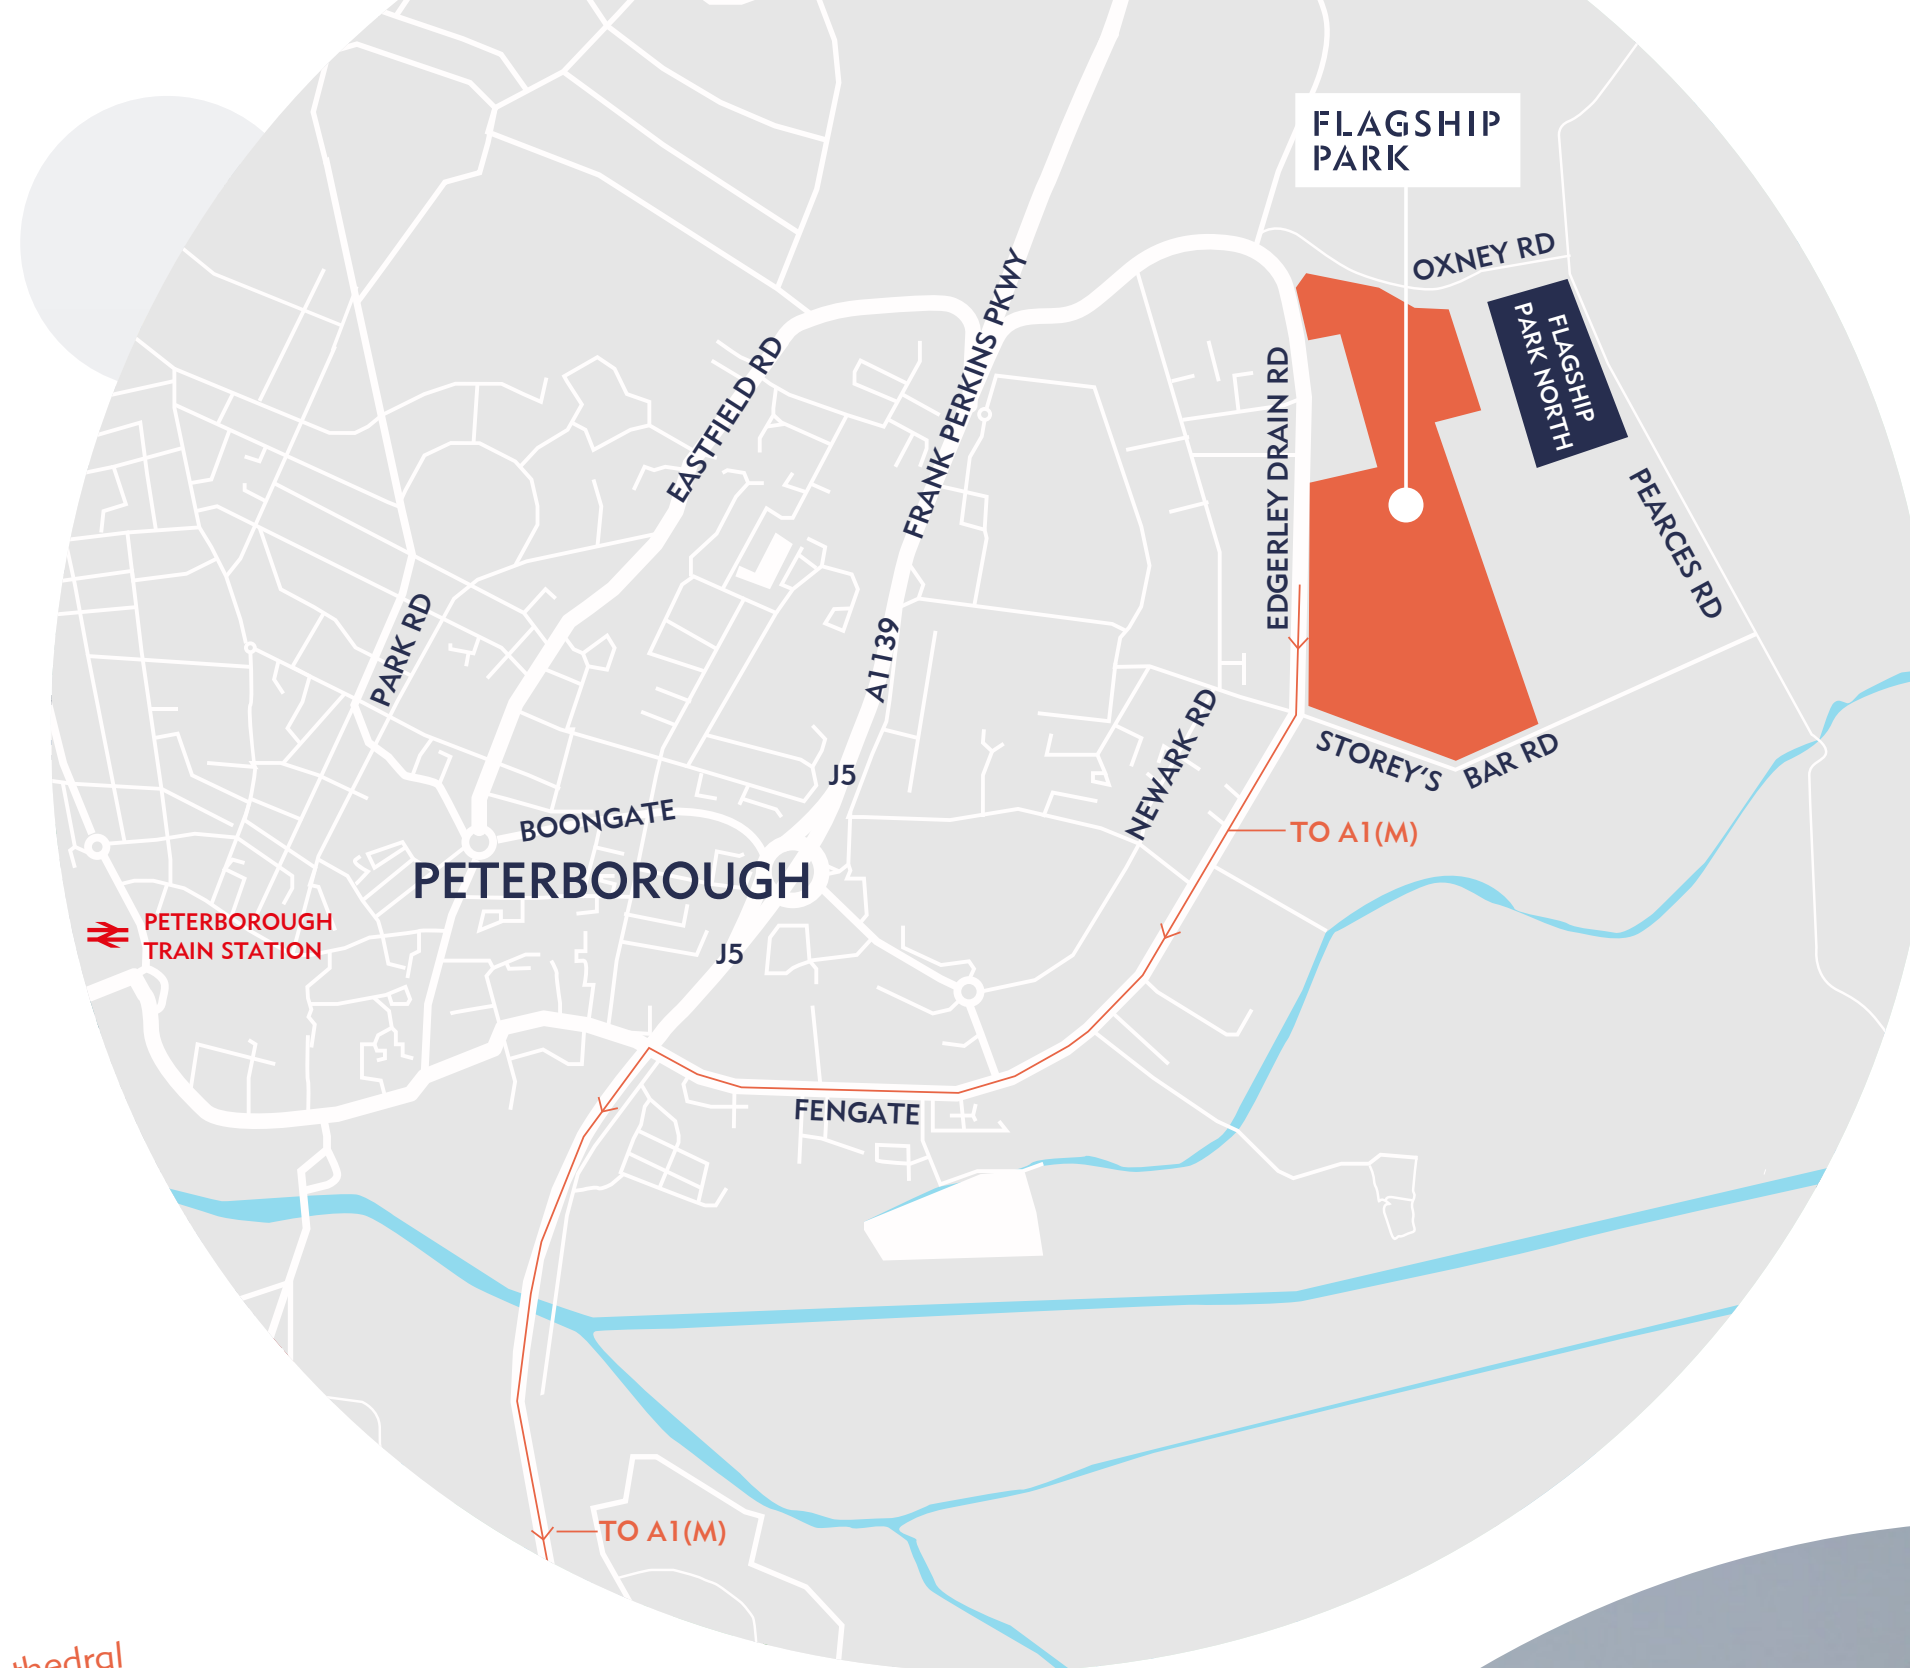 FLAGSHIP
PARK
OXNEY RD
FLAGSHIP
PARK NORTH
FRANK PERKINS PKWY
EASTFIELD RD
EDGERLEY DRAIN RD
PEARCES RD
PARK RD
A1139
NEWARK RD
STOREY'S BAR RD
J5
BOONGATE
TO A1(M)
PETERBOROUGH
PETERBOROUGH
TRAIN STATION
J5
FENGATE
TO A1(M)
thedral